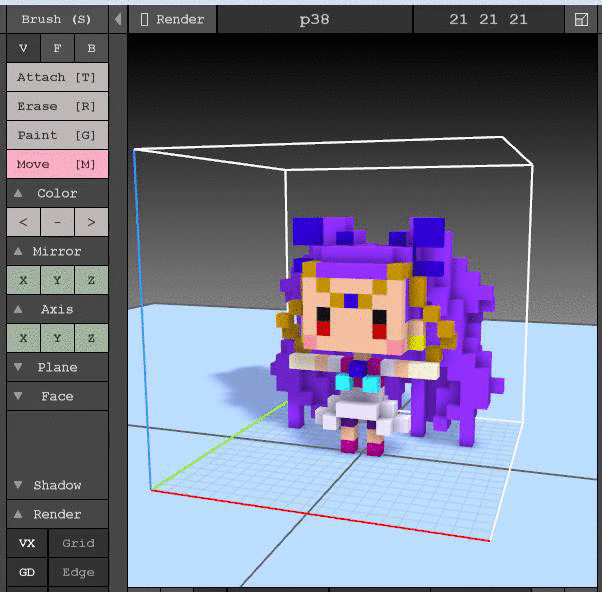 Brush (S)
Render
p38
21 21 21
V F B
Attach [T]
Erase [R]
Paint [G]
Move [M]
Color
< - >
Mirror
X Y Z
Axis
X Y Z
Plane
Face
Shadow
Render
VX Grid
GD Edge